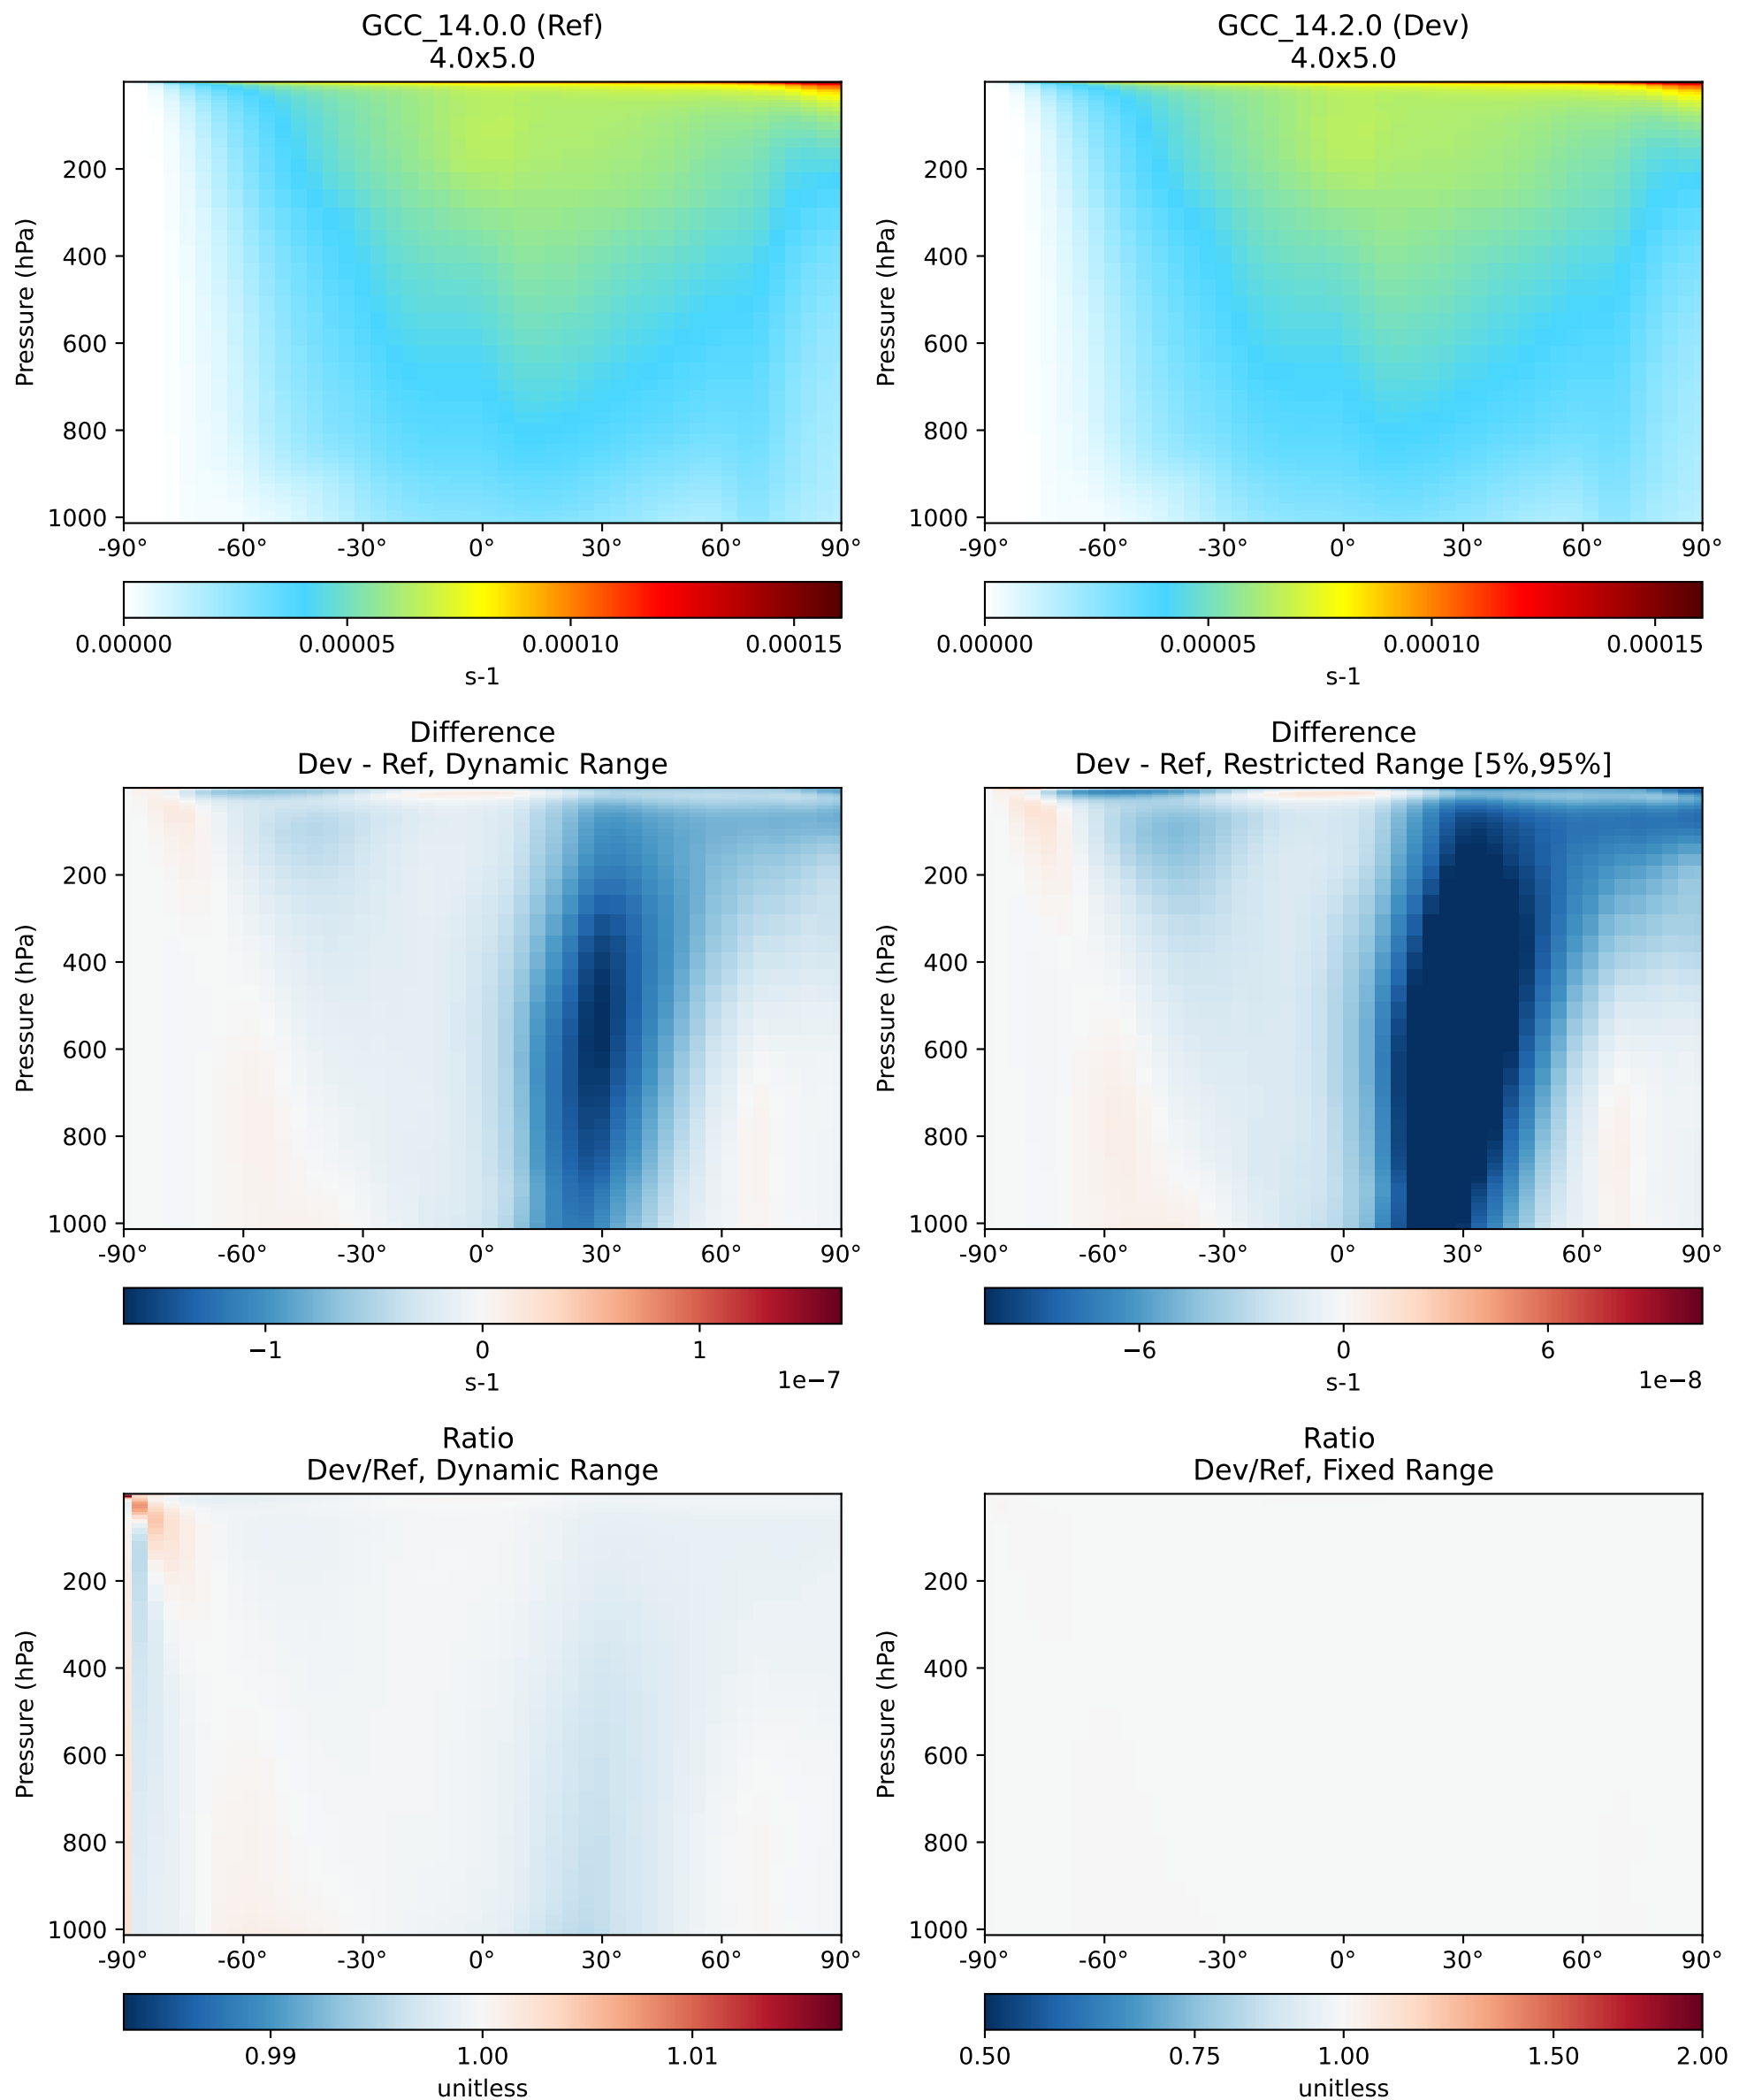 GCC_14.0.0 (Ref)
4.0x5.0
Pressure (hPa)
200
400
600
800
1000
-90° -60° -30° 0° 30° 60° 90°
0.00000 0.00005 0.00010 0.00015
s-1
GCC_14.2.0 (Dev)
4.0x5.0
Pressure (hPa)
200
400
600
800
1000
-90° -60° -30° 0° 30° 60° 90°
0.00000 0.00005 0.00010 0.00015
s-1
Difference
Dev - Ref, Dynamic Range
Pressure (hPa)
200
400
600
800
1000
-90° -60° -30° 0° 30° 60° 90°
−1 0 1
s-1
1e−7
Difference
Dev - Ref, Restricted Range [5%,95%]
Pressure (hPa)
200
400
600
800
1000
-90° -60° -30° 0° 30° 60° 90°
−6 0 6
s-1
1e−8
Ratio
Dev/Ref, Dynamic Range
Pressure (hPa)
200
400
600
800
1000
-90° -60° -30° 0° 30° 60° 90°
0.99 1.00 1.01
unitless
Ratio
Dev/Ref, Fixed Range
Pressure (hPa)
200
400
600
800
1000
-90° -60° -30° 0° 30° 60° 90°
0.50 0.75 1.00 1.50 2.00
unitless